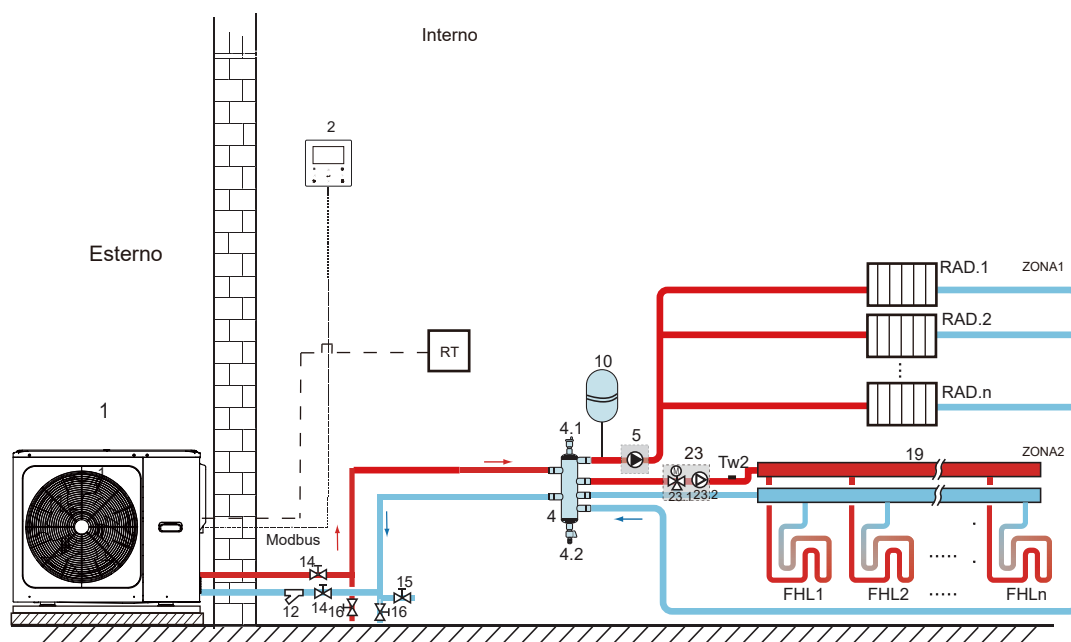 Interno
2
Esterno
RAD.1
ZONA1
RAD.2
RT
10
RAD.n
1
4.1
5
23
Tw2
19
ZONA2
1
M
23.1
23.2
4
Modbus
4.2
14
15
12
14
16
16
FHL1
FHL2
FHLn